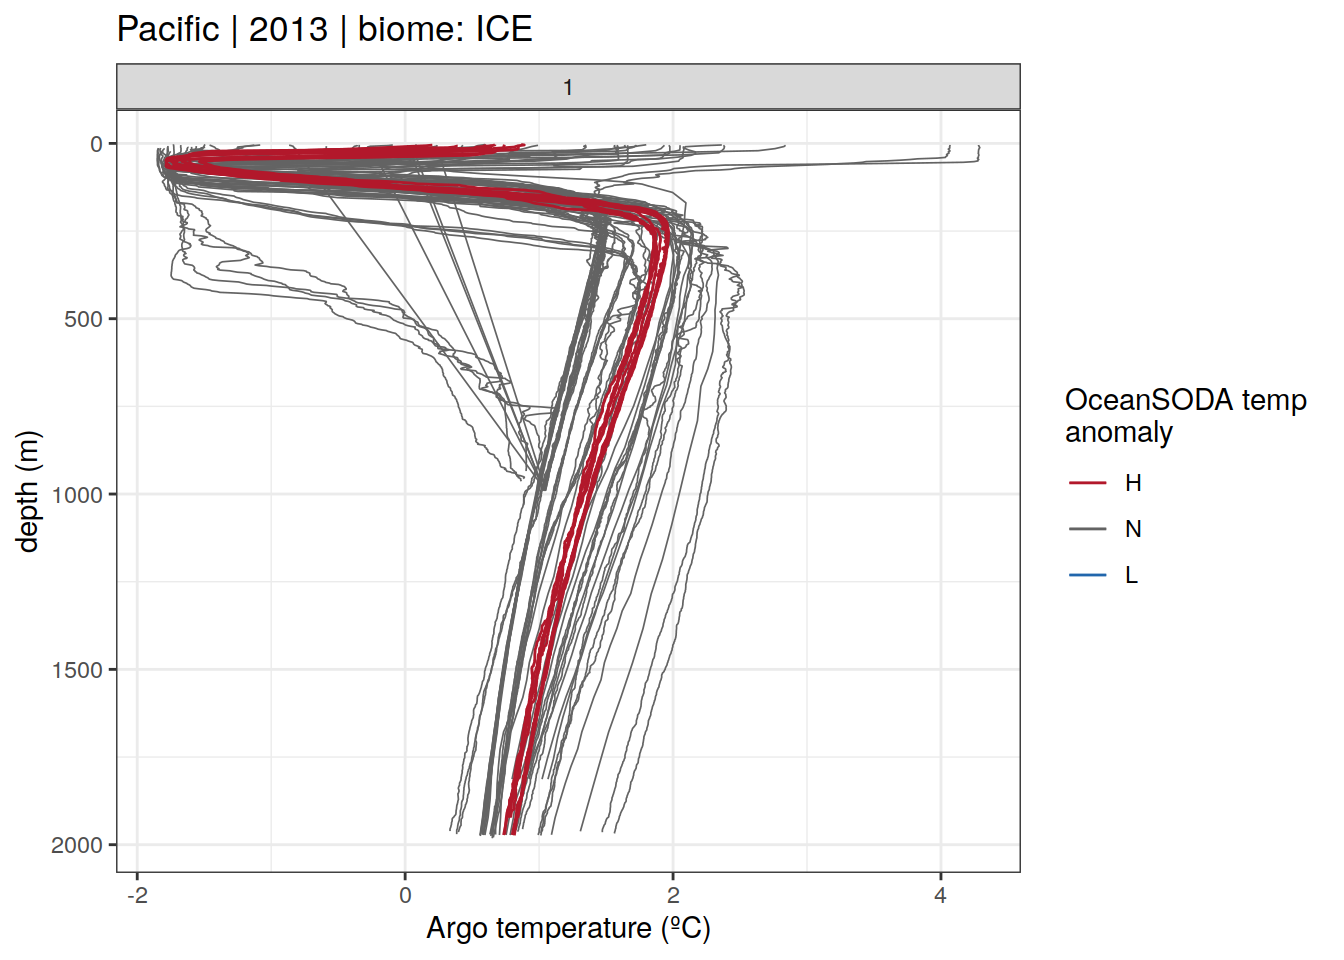 Pacific | 2013 | biome: ICE
1
0
500
1000
1500
2000
depth (m)
-2
0
2
4
Argo temperature (ºC)
OceanSODA temp
anomaly
H
N
L